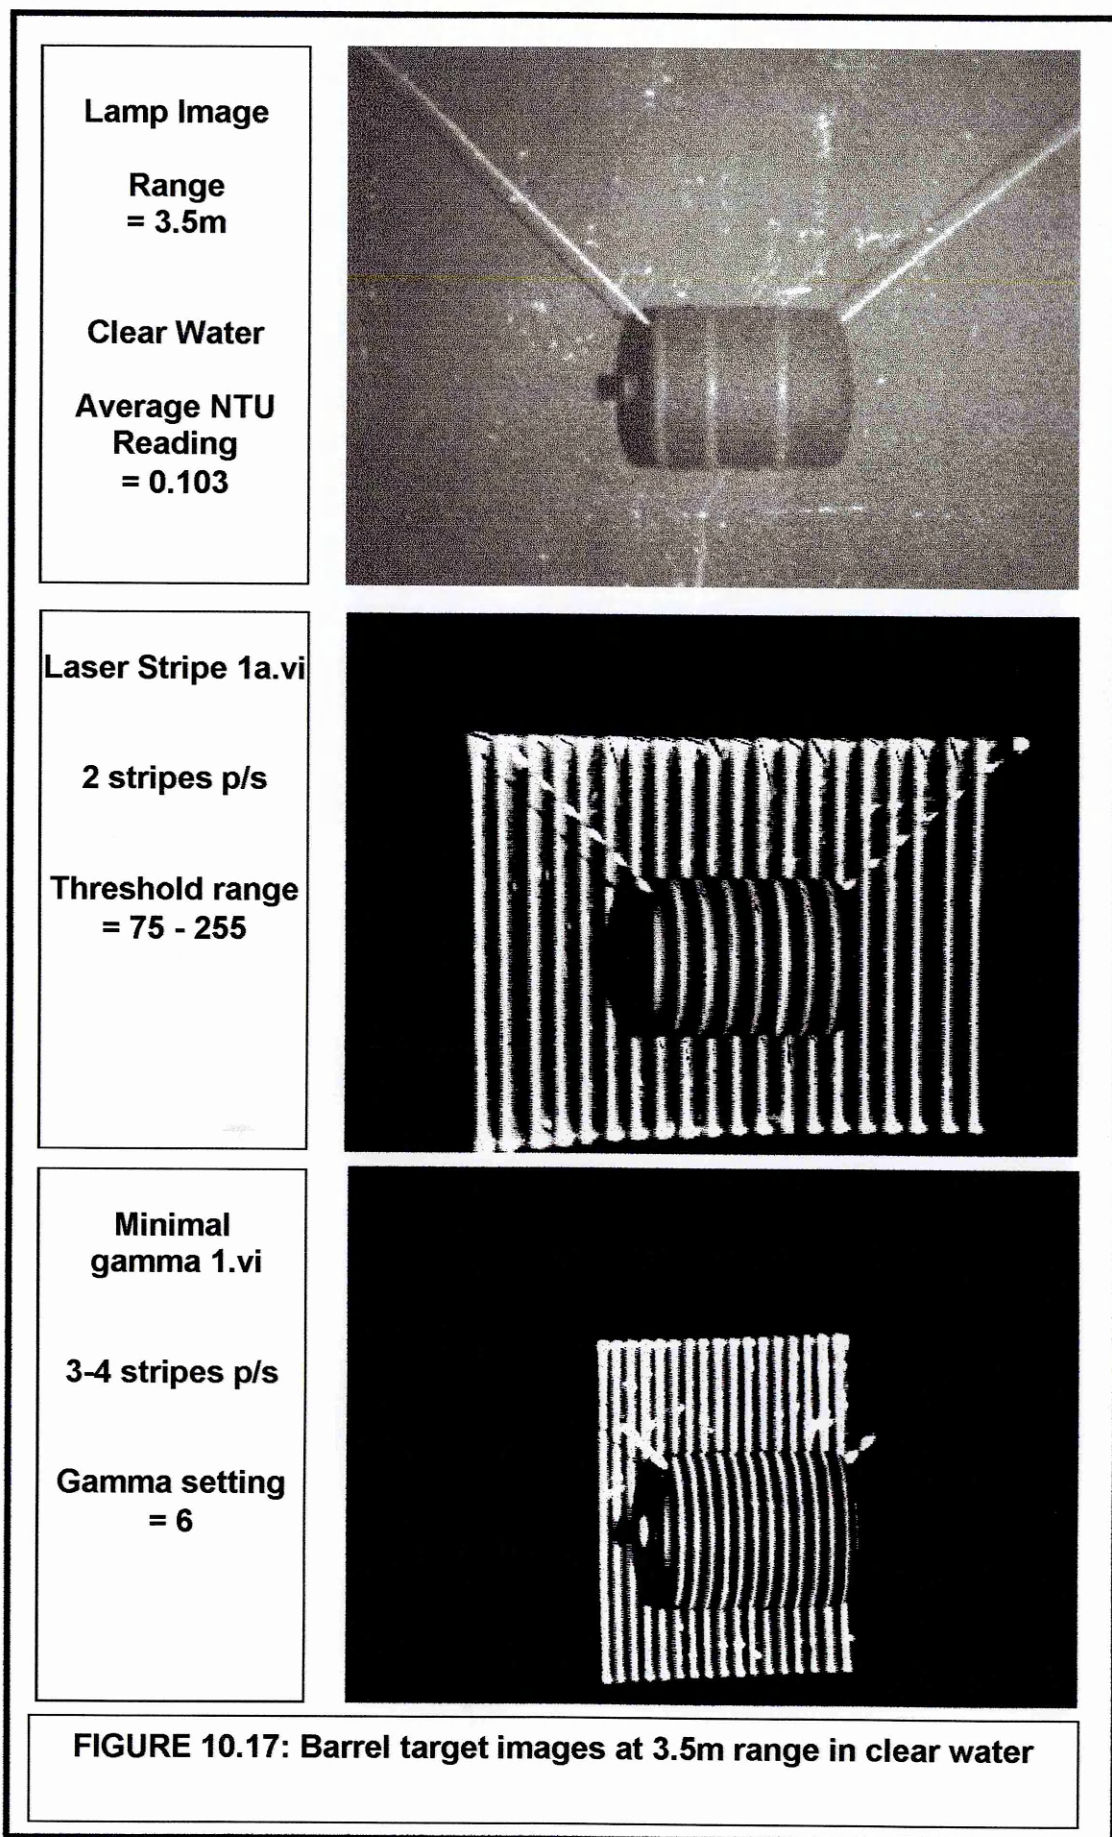 Lamp Image
Range
= 3.5m
Clear Water
Average NTU
Reading
= 0.103
Laser Stripe 1a.vi
2 stripes p/s
Threshold range
= 75 - 255
Minimal
gamma 1.vi
3-4 stripes p/s
Gamma setting
= 6
FIGURE 10.17: Barrel target images at 3.5m range in clear water